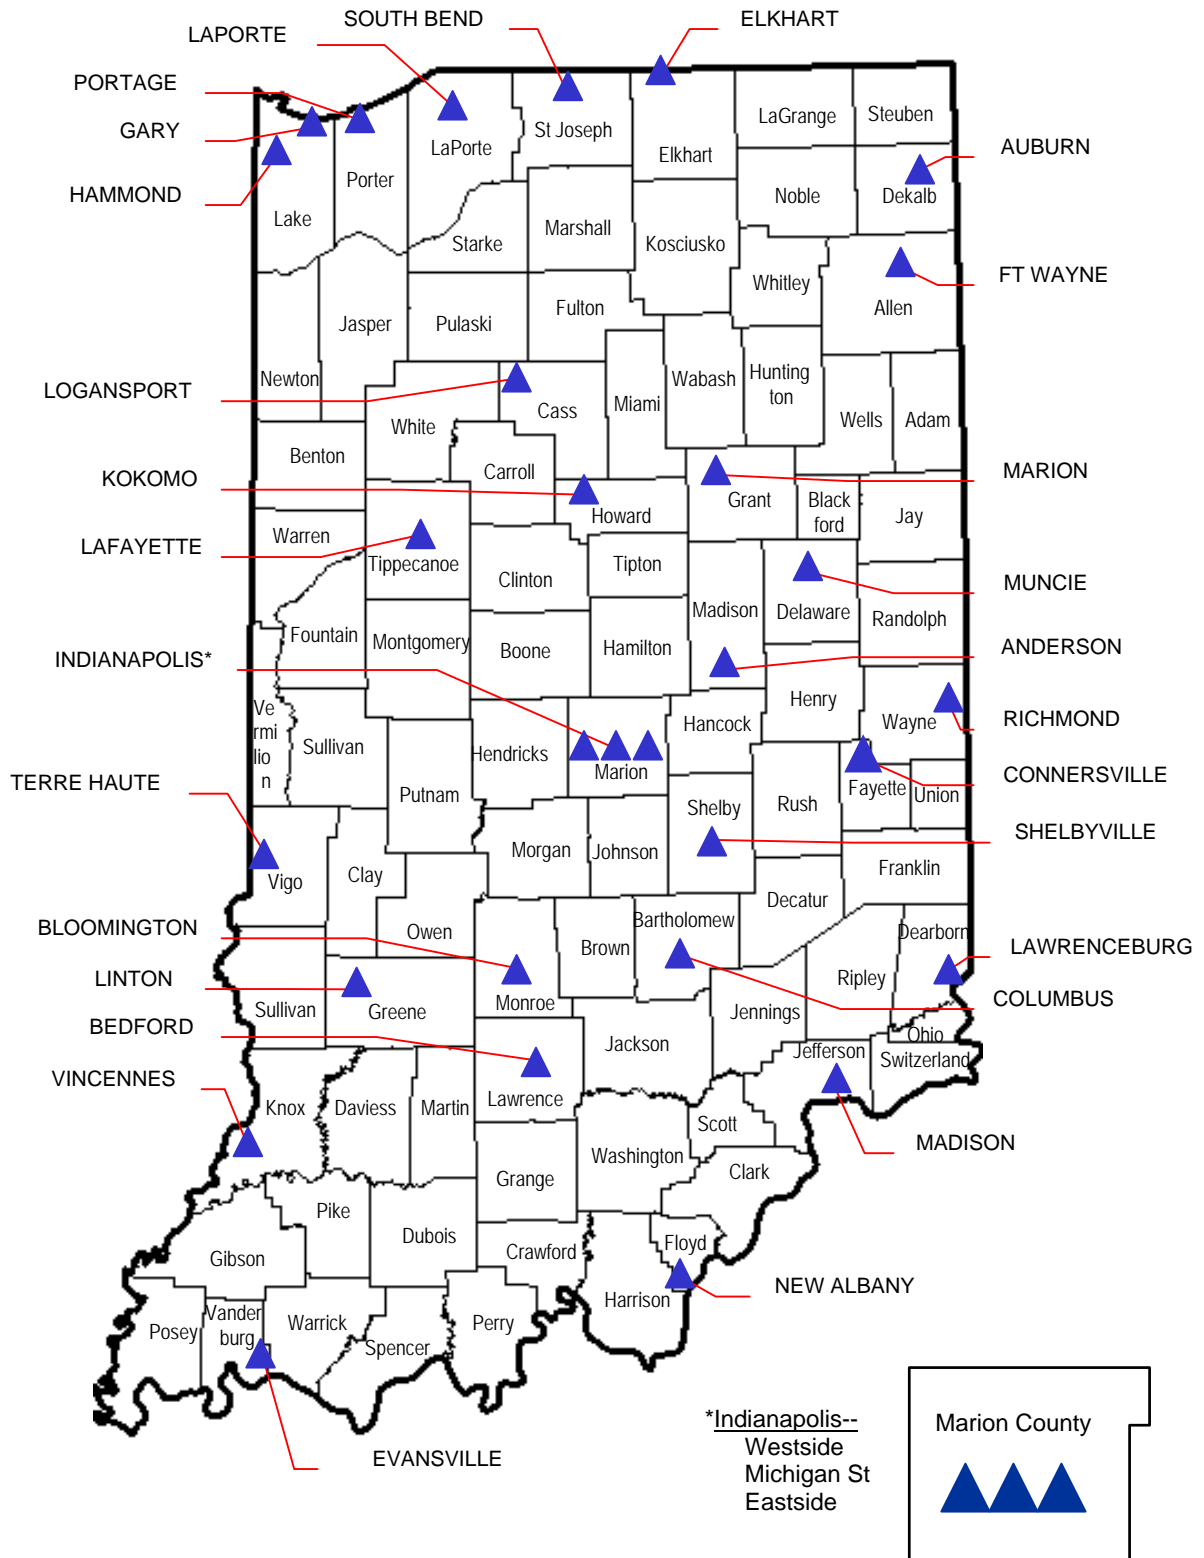 SOUTH BEND
ELKHART
LAPORTE
PORTAGE
GARY
HAMMOND
AUBURN
FT WAYNE
LOGANSPORT
KOKOMO
LAFAYETTE
MARION
MUNCIE
ANDERSON
INDIANAPOLIS*
RICHMOND
CONNERSVILLE
TERRE HAUTE
SHELBYVILLE
BLOOMINGTON
LINTON
BEDFORD
VINCENNES
LAWRENCEBURG
COLUMBUS
MADISON
NEW ALBANY
EVANSVILLE
LaGrange
Steuben
St Joseph
LaPorte
Elkhart
Porter
Noble
Dekalb
Lake
Starke
Marshall
Kosciusko
Whitley
Allen
Jasper
Pulaski
Fulton
Newton
Wabash
Hunting
ton
Miami
Cass
White
Wells
Adam
Benton
Carroll
Grant
Black
ford
Howard
Jay
Warren
Tippecanoe
Clinton
Tipton
Madison
Delaware
Randolph
Fountain
Montgomery
Boone
Hamilton
Henry
Hancock
Wayne
Ve
rmi
lio
n
Sullivan
Hendricks
Marion
Putnam
Fayette
Union
Rush
Shelby
Morgan
Johnson
Franklin
Vigo
Clay
Decatur
Owen
Bartholomew
Brown
Dearborn
Ripley
Sullivan
Greene
Monroe
Jennings
Ohio
Jackson
Jefferson
Switzerland
Knox
Daviess
Martin
Lawrence
Scott
Washington
Clark
Grange
Pike
Dubois
Crawford
Floyd
Gibson
Harrison
Posey
Vander
burg
Warrick
Spencer
Perry
*Indianapolis--
Westside
Michigan St
Eastside
Marion County